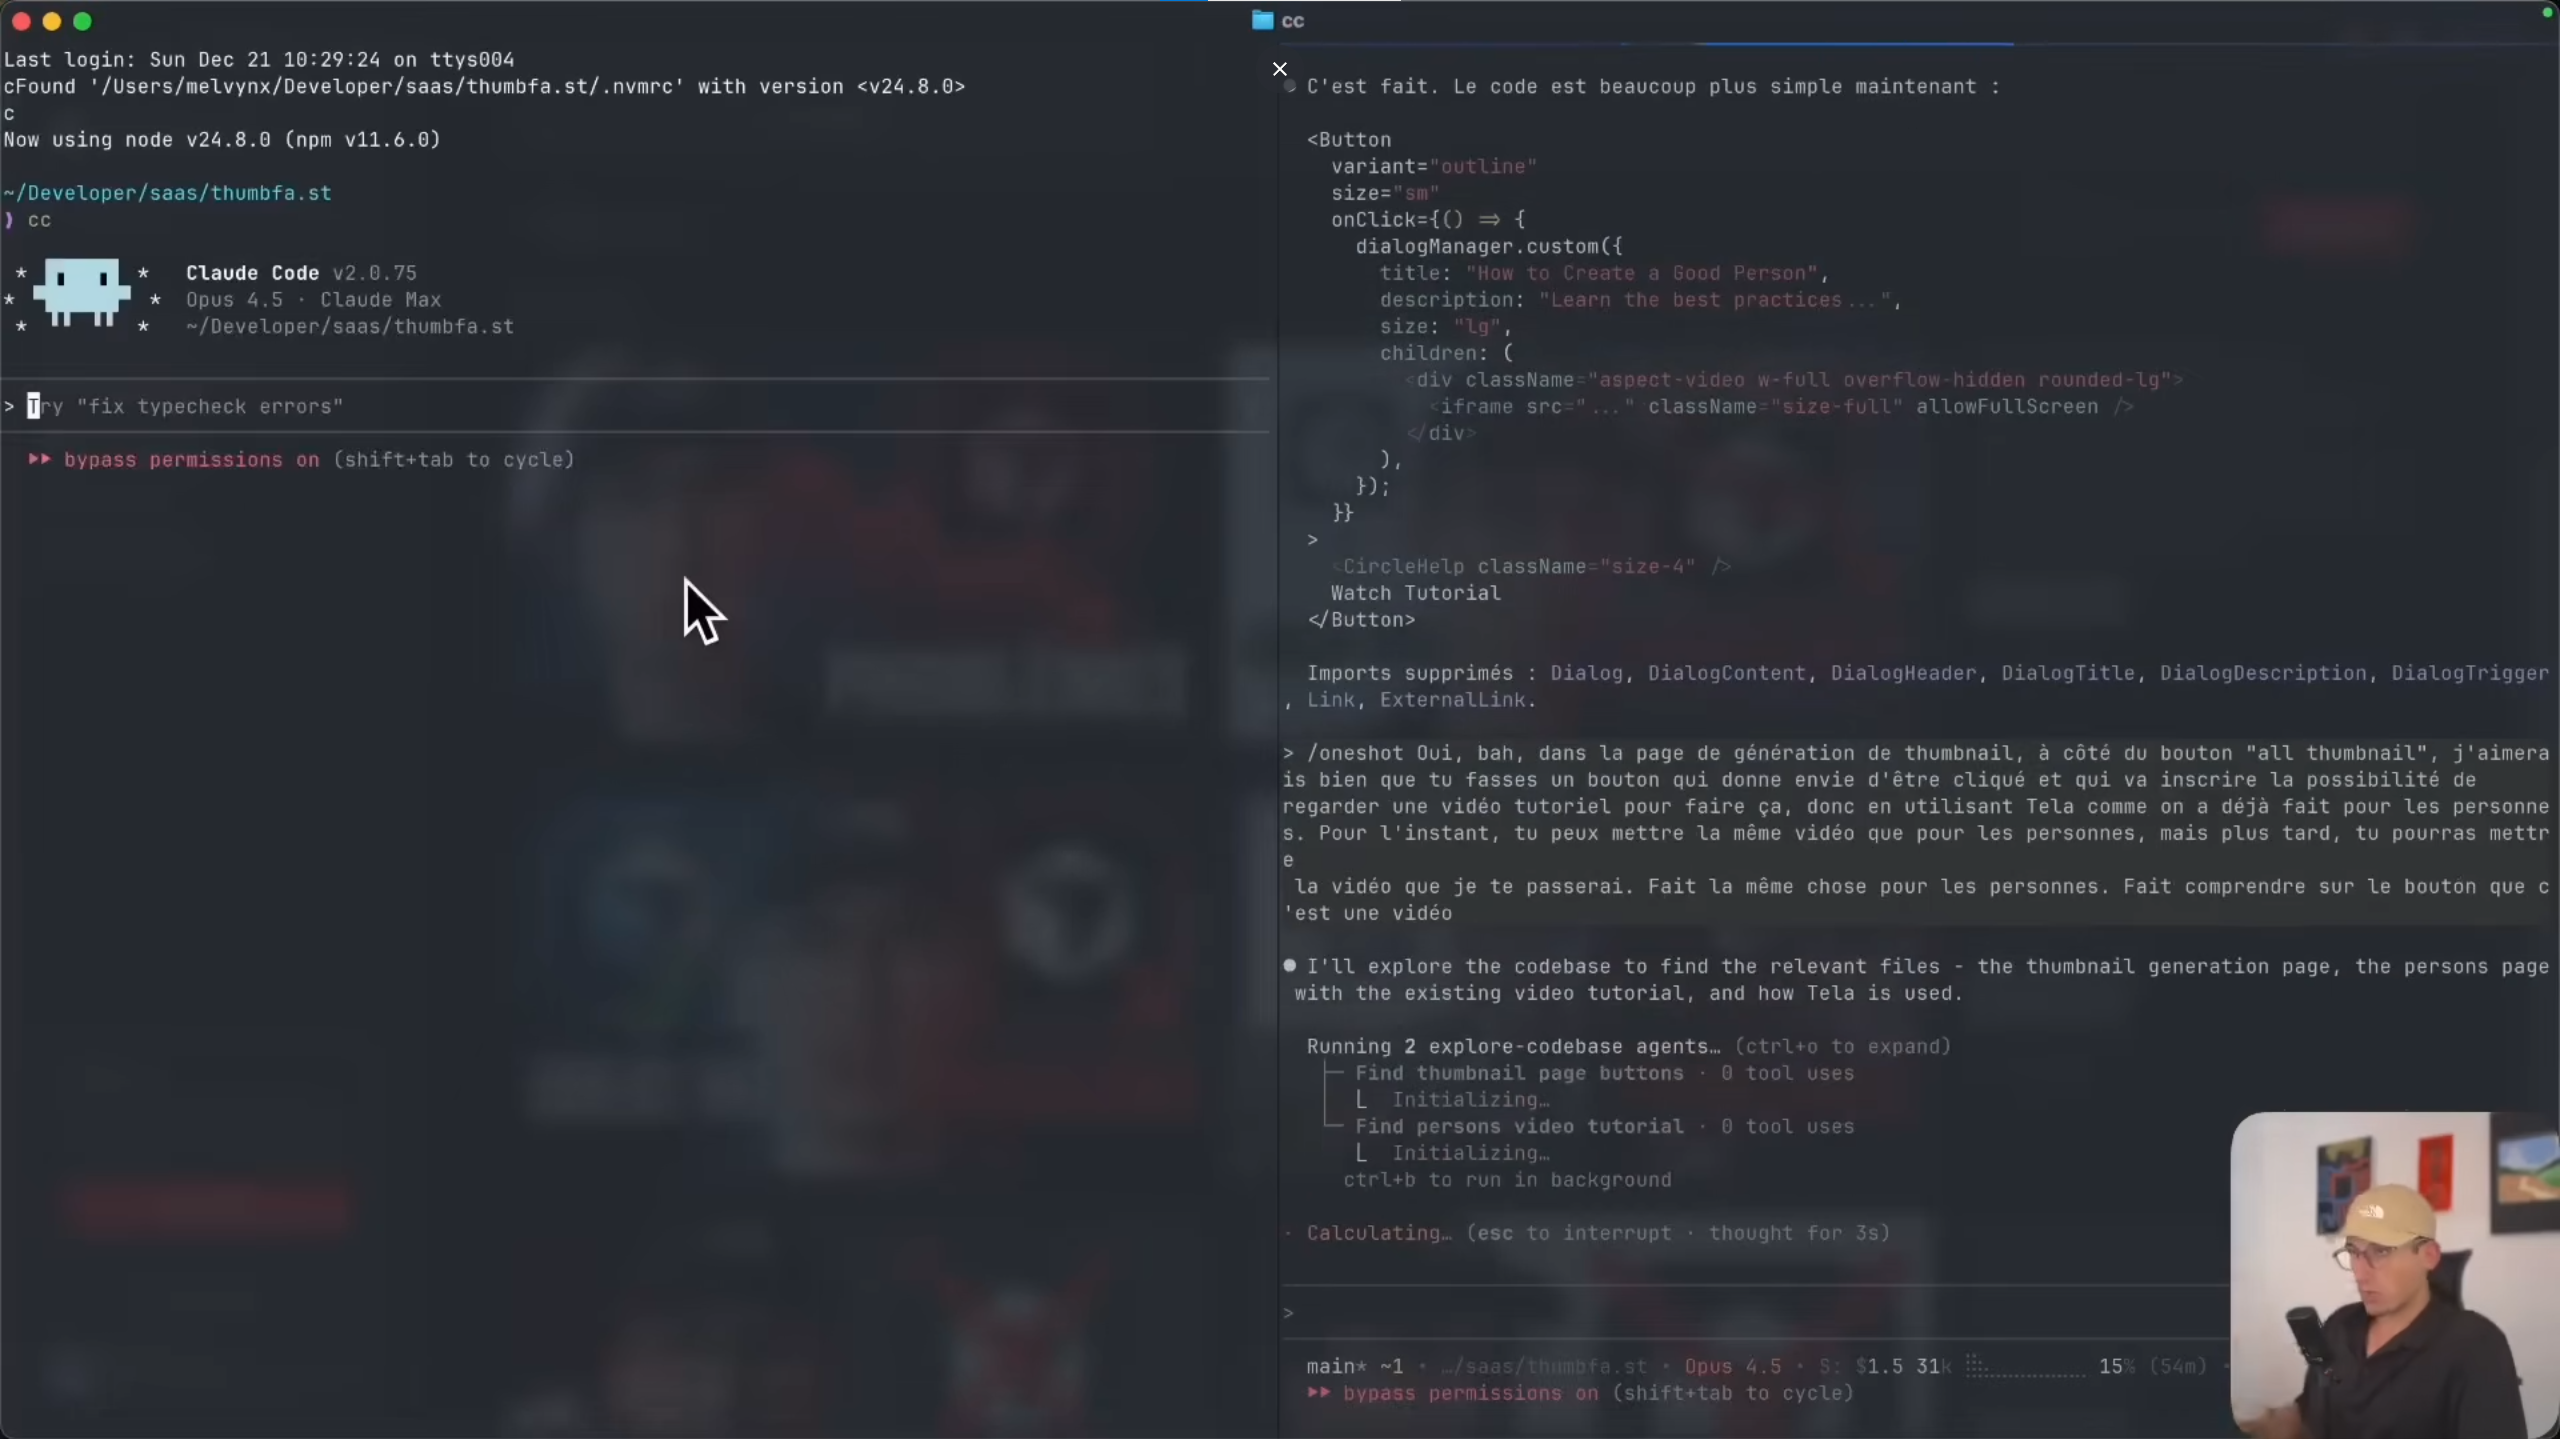 cc
Last login: Sun Dec 21 10:29:24 on ttys004
cFound '/Users/melvynx/Developer/saas/thumbfa.st/.nvmrc' with version <v24.8.0>
c
Now using node v24.8.0 (npm v11.6.0)
~/Developer/saas/thumbfa.st
❫ cc
* * Claude Code v2.0.75
* * Opus 4.5 · Claude Max
* * ~/Developer/saas/thumbfa.st
> Try "fix typecheck errors"
▸▸ bypass permissions on (shift+tab to cycle)
● C'est fait. Le code est beaucoup plus simple maintenant :
<Button
variant="outline"
size="sm"
onClick={() => {
dialogManager.custom({
title: "How to Create a Good Person",
description: "Learn the best practices...",
size: "lg",
children: (
<div className="aspect-video w-full overflow-hidden rounded-lg">
<iframe src="..." className="size-full" allowFullScreen />
</div>
),
});
}}
>
<CircleHelp className="size-4" />
Watch Tutorial
</Button>
Imports supprimés : Dialog, DialogContent, DialogHeader, DialogTitle, DialogDescription, DialogTrigger
, Link, ExternalLink.
> /oneshot Oui, bah, dans la page de génération de thumbnail, à côté du bouton "all thumbnail", j'aimera
is bien que tu fasses un bouton qui donne envie d'être cliqué et qui va inscrire la possibilité de
regarder une vidéo tutoriel pour faire ça, donc en utilisant Tela comme on a déjà fait pour les personne
s. Pour l'instant, tu peux mettre la même vidéo que pour les personnes, mais plus tard, tu pourras mettr
e
la vidéo que je te passerai. Fait la même chose pour les personnes. Fait comprendre sur le bouton que c
'est une vidéo
● I'll explore the codebase to find the relevant files - the thumbnail generation page, the persons page
with the existing video tutorial, and how Tela is used.
Running 2 explore-codebase agents… (ctrl+o to expand)
├─ Find thumbnail page buttons · 0 tool uses
│ ⎿ Initializing…
└─ Find persons video tutorial · 0 tool uses
⎿ Initializing…
ctrl+b to run in background
· Calculating… (esc to interrupt · thought for 3s)
>
main* ~1 · …/saas/thumbfa.st · Opus 4.5 · S: $1.5 31k 15% (54m) ·
▸▸ bypass permissions on (shift+tab to cycle)